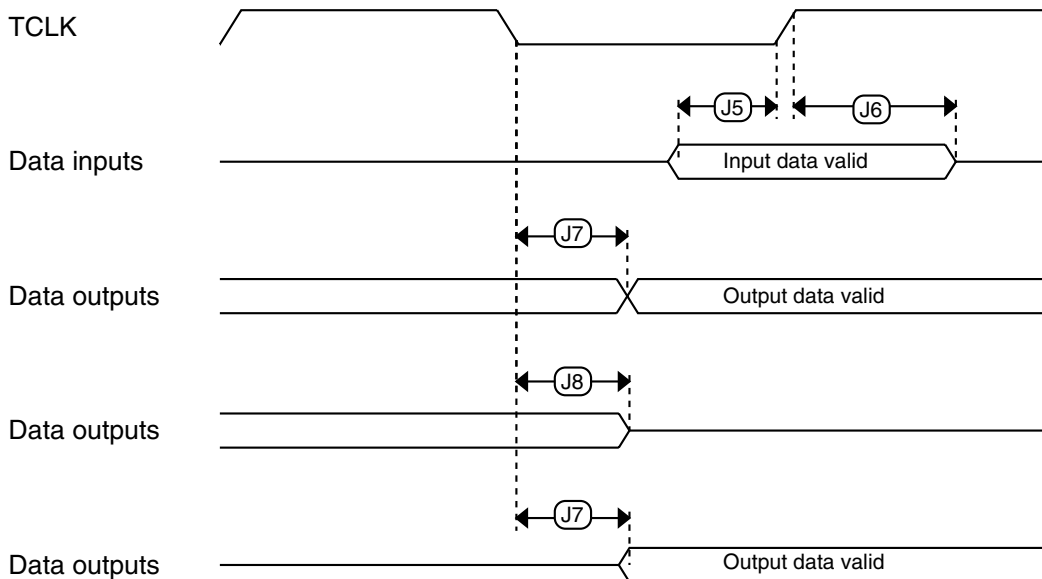 TCLK
J5
J6
Data inputs
Input data valid
J7
Data outputs
Output data valid
J8
Data outputs
J7
Data outputs
Output data valid